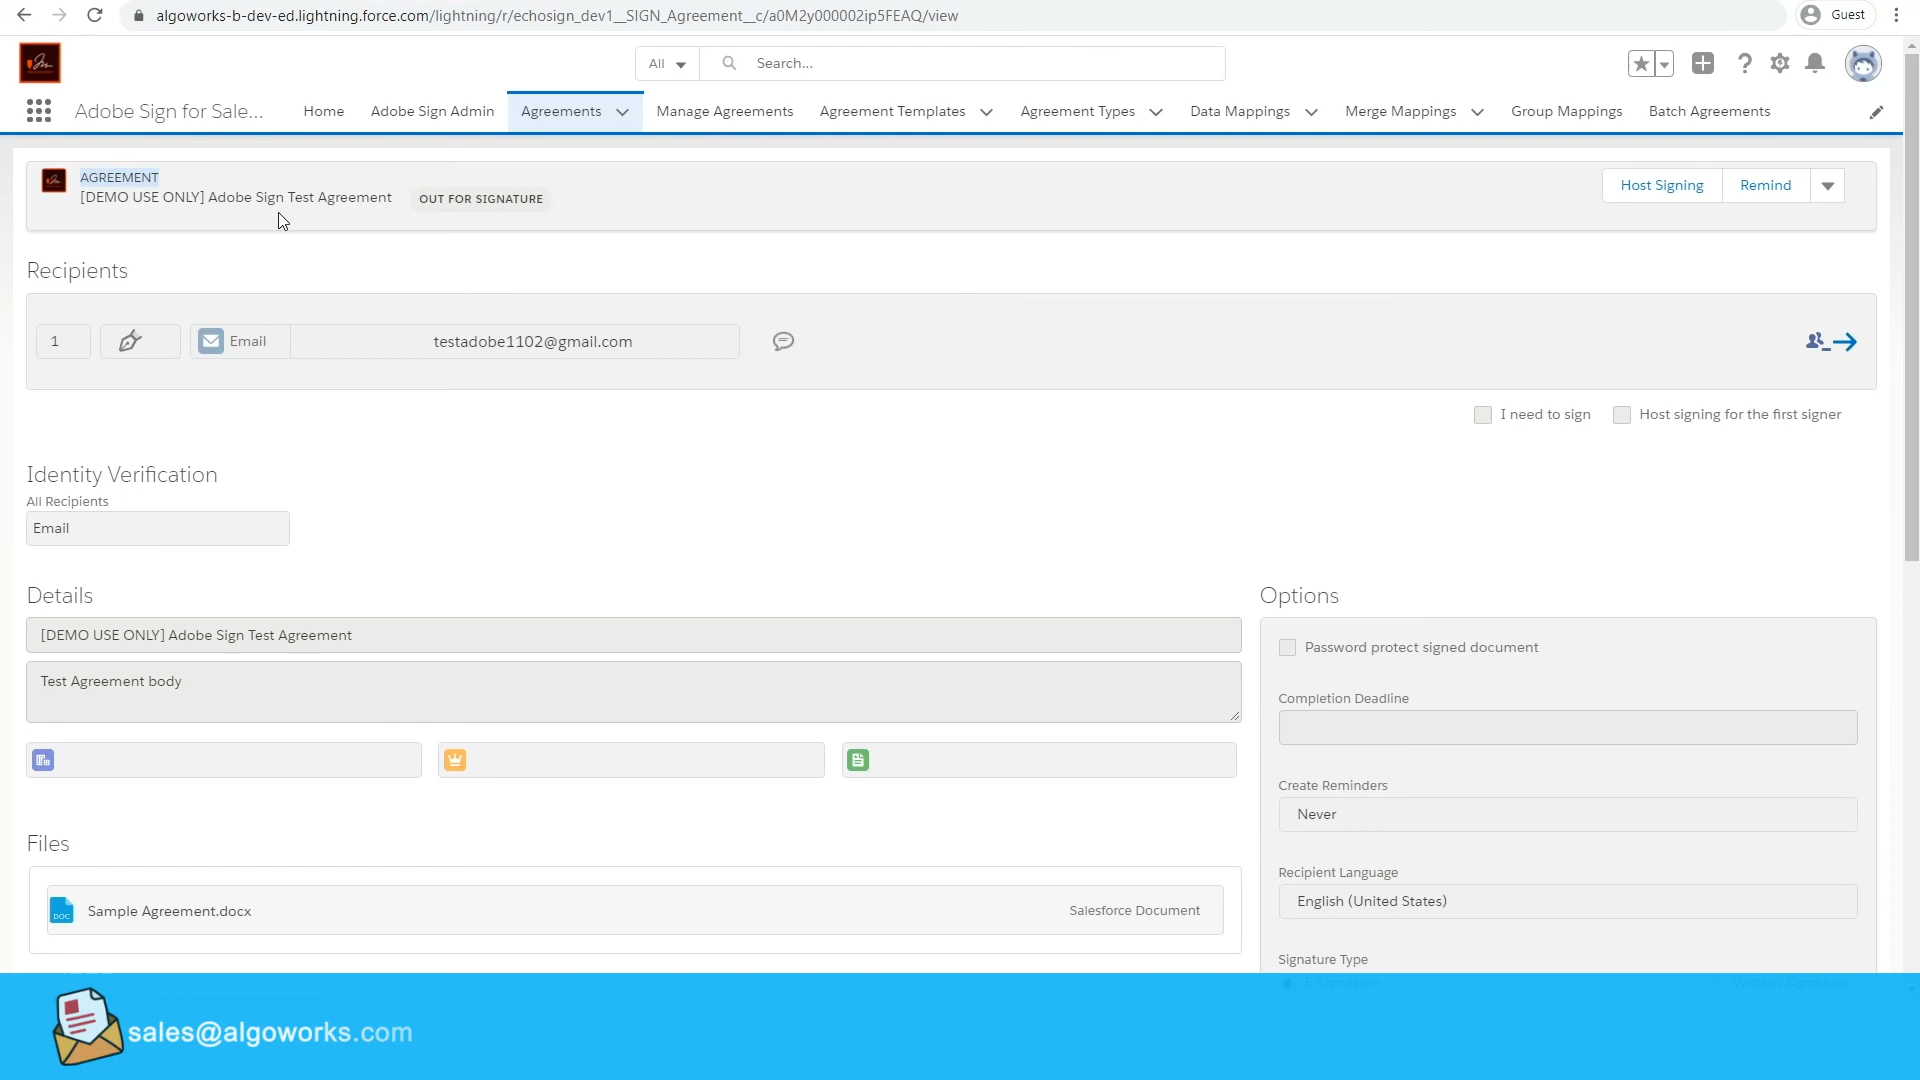 algoworks-b-dev-ed.lightning.force.com/lightning/r/echosign_dev1__SIGN_Agreement__c/a0M2y000002ip5FEAQ/view
Guest
All
Search...
Adobe Sign for Sale...
Home
Adobe Sign Admin
Agreements
Manage Agreements
Agreement Templates
Agreement Types
Data Mappings
Merge Mappings
Group Mappings
Batch Agreements
AGREEMENT
[DEMO USE ONLY] Adobe Sign Test Agreement
OUT FOR SIGNATURE
Host Signing
Remind
Recipients
1
Email
testadobe1102@gmail.com
I need to sign
Host signing for the first signer
Identity Verification
All Recipients
Email
Details
[DEMO USE ONLY] Adobe Sign Test Agreement
Test Agreement body
Options
Password protect signed document
Completion Deadline
Create Reminders
Never
Recipient Language
English (United States)
Signature Type
Files
DOC
Sample Agreement.docx
Salesforce Document
sales@algoworks.com